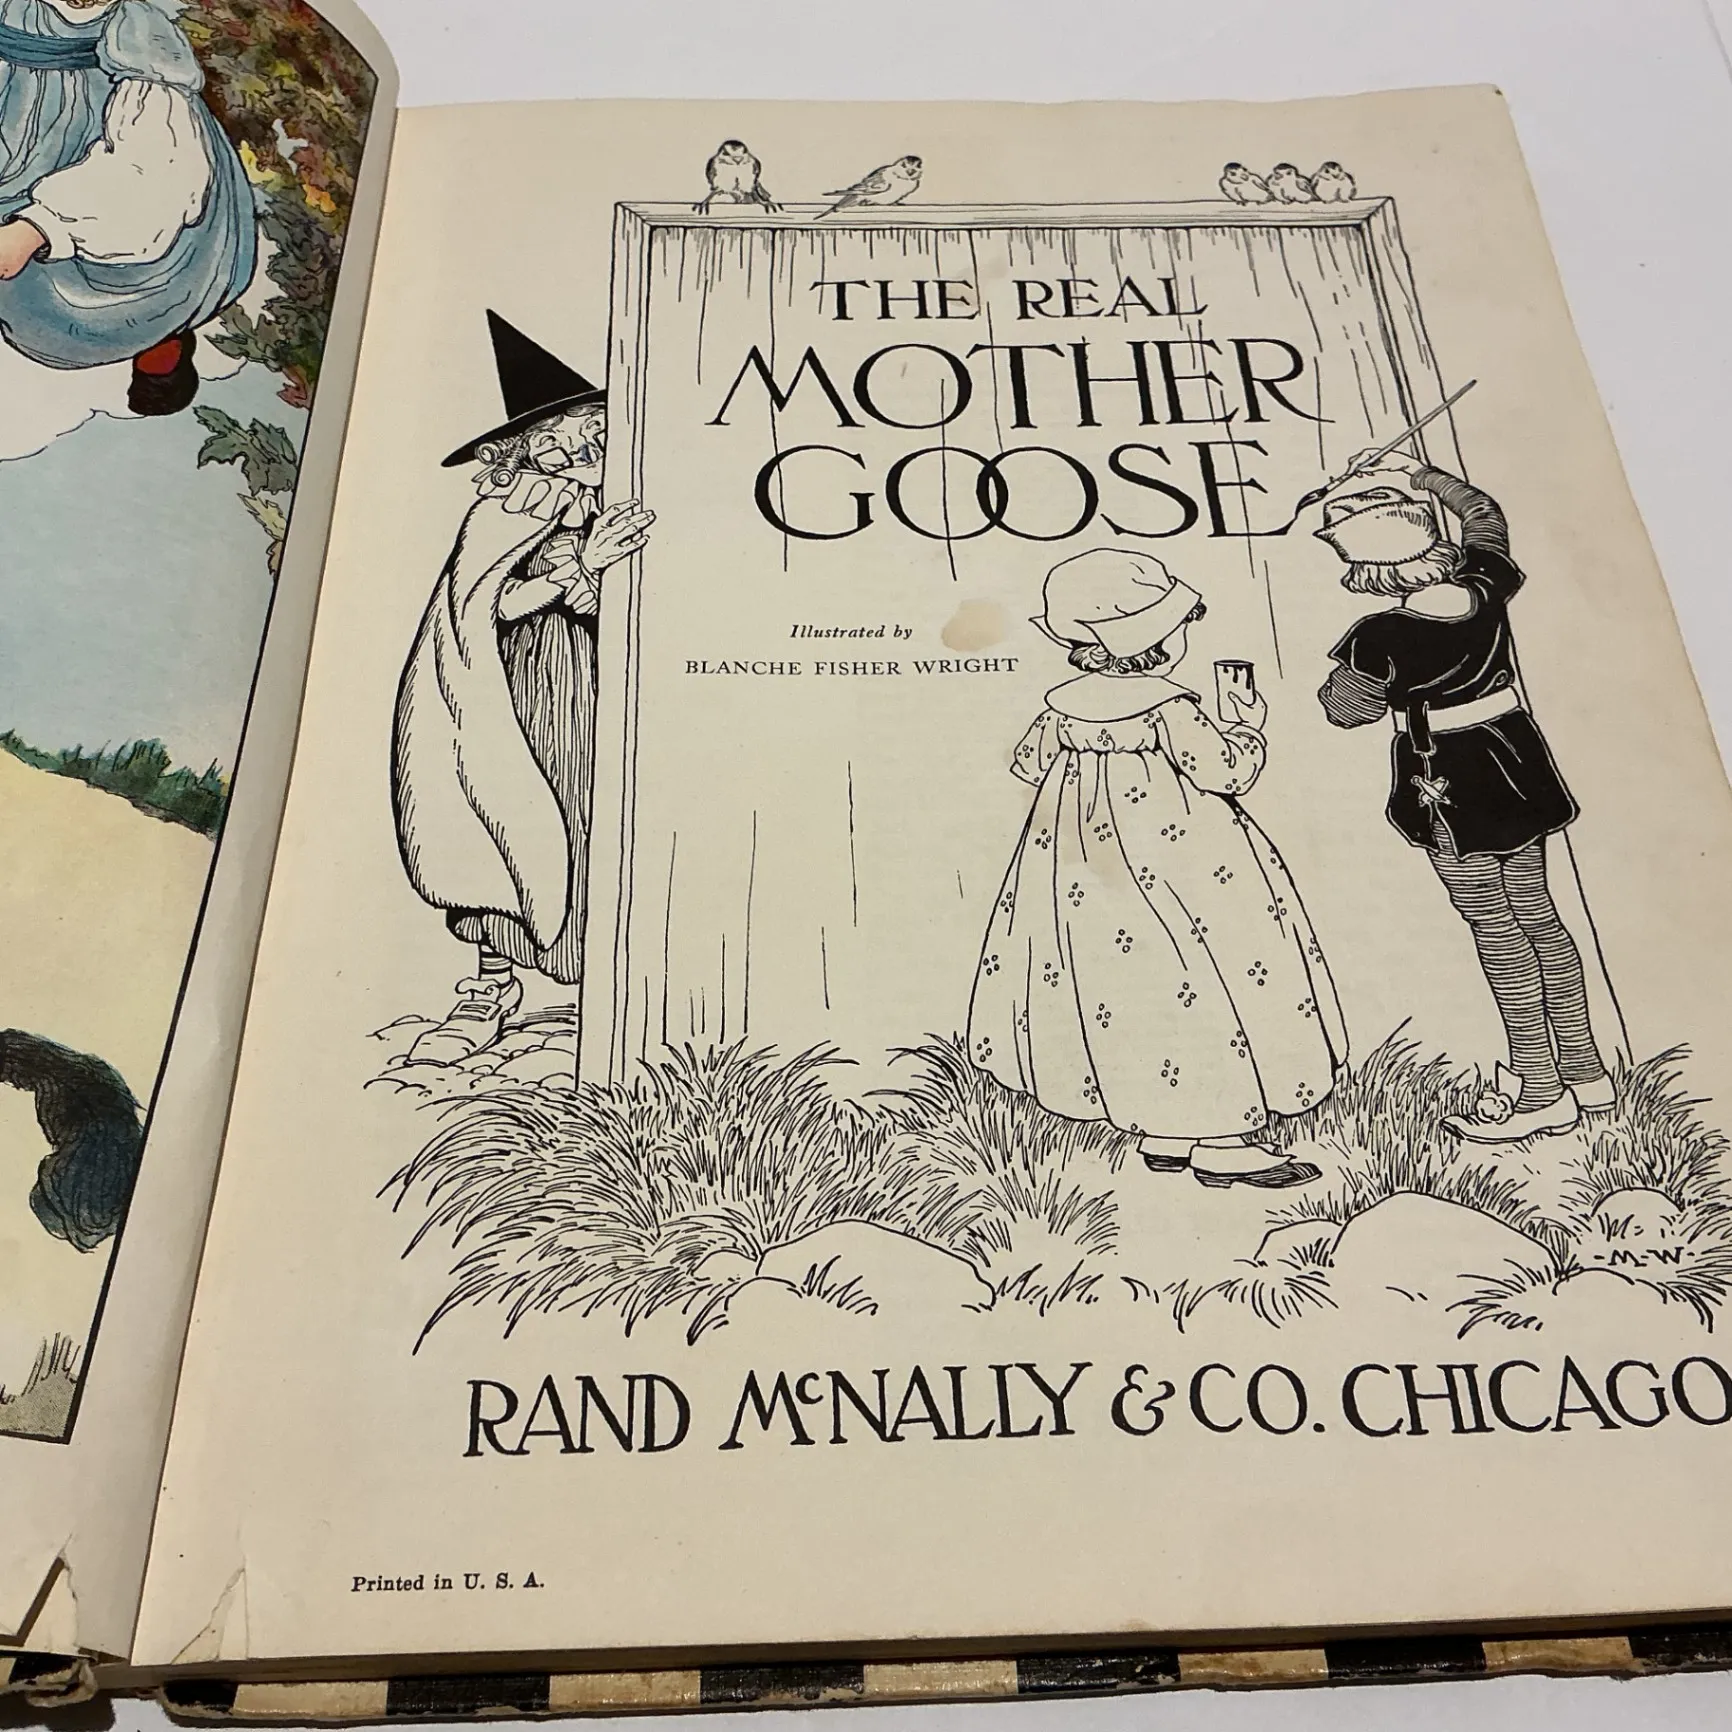 THE REAL
MOTHER
GOOSE
Illustrated by
BLANCHE FISHER WRIGHT
-M-W-
RAND McNALLY & CO. CHICAGO
Printed in U. S. A.